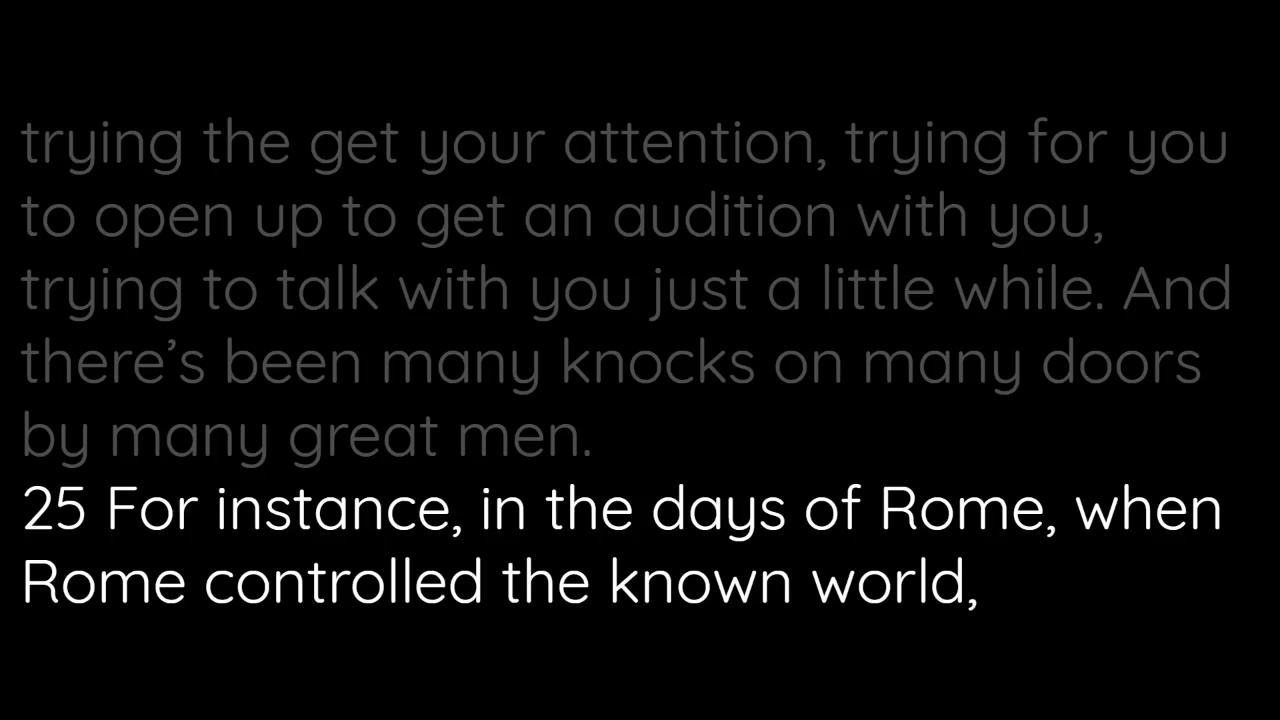 trying the get your attention, trying for you
to open up to get an audition with you,
trying to talk with you just a little while. And
there’s been many knocks on many doors
by many great men.
25 For instance, in the days of Rome, when
Rome controlled the known world,